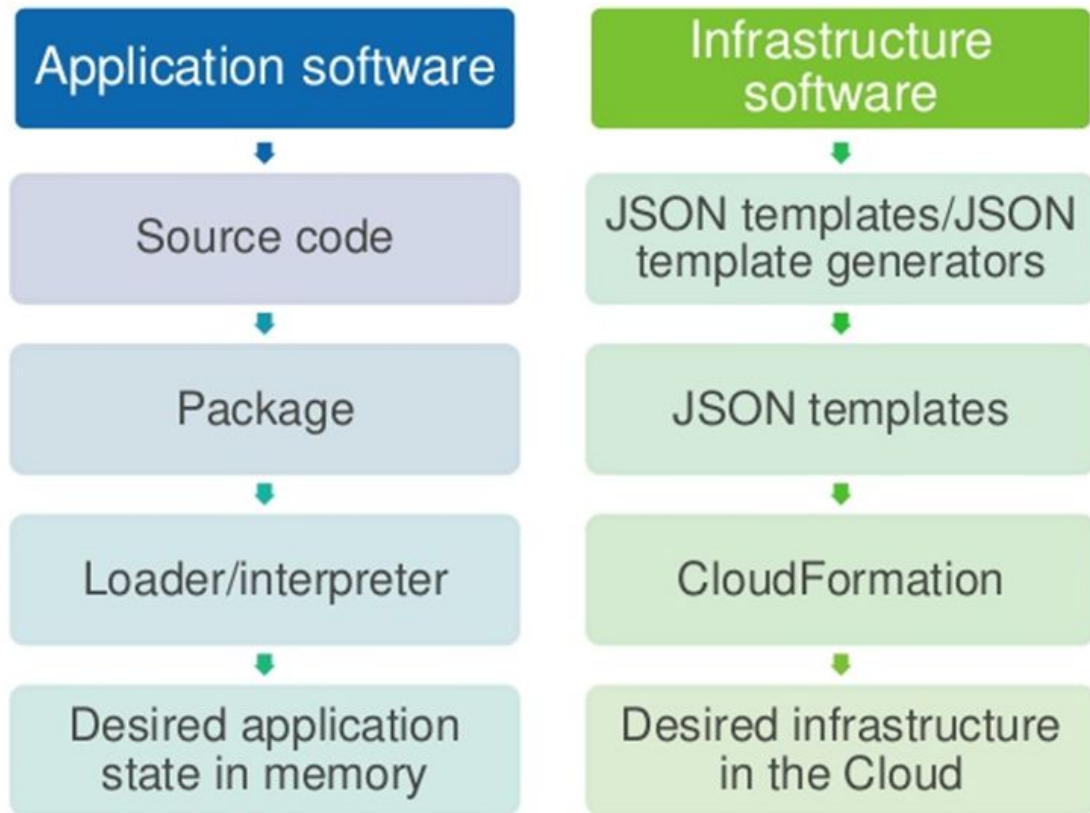 Application software
Source code
Package
Loader/interpreter
Desired application
state in memory
Infrastructure
software
JSON templates/JSON
template generators
JSON templates
CloudFormation
Desired infrastructure
in the Cloud